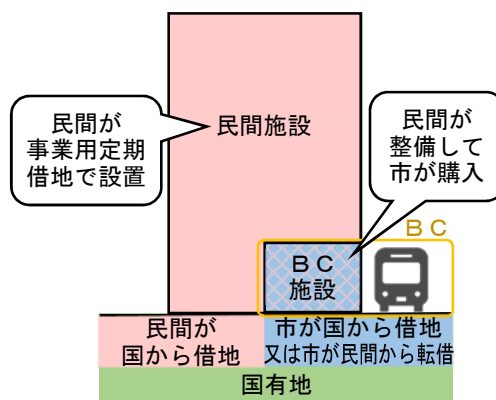 民間が
事業用定期
借地で設置
民間施設
民間が
整備して
市が購入
ＢＣ
ＢＣ
施設
民間が
国から借地
市が国から借地
又は市が民間から転借
国有地